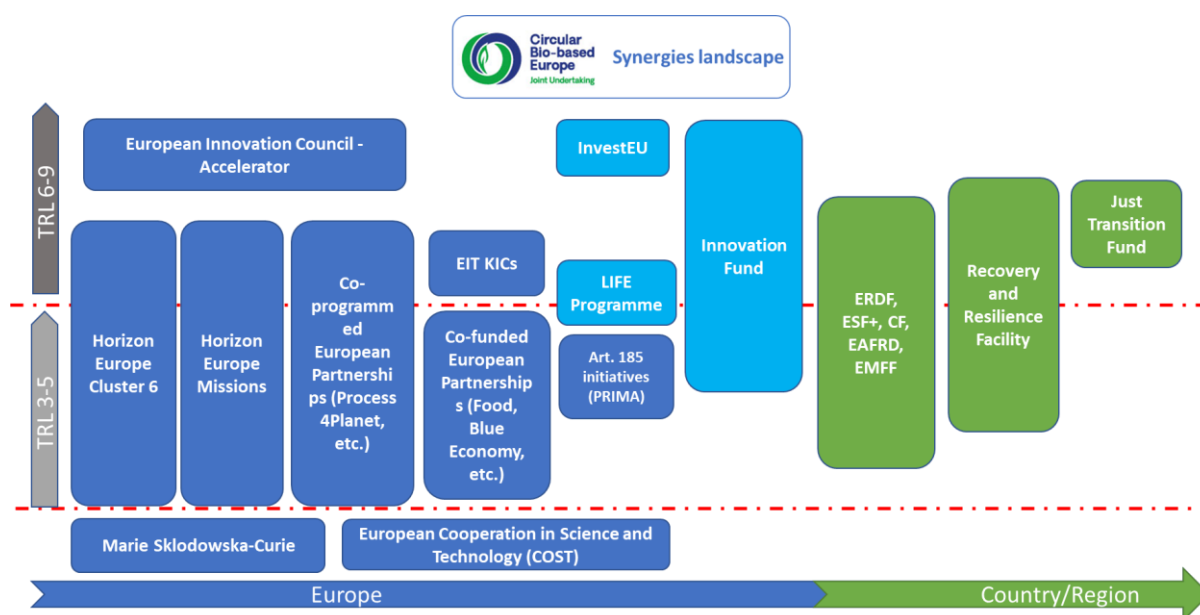 Circular
Bio-based
Europe
Joint Undertaking
Synergies landscape
TRL 6-9
TRL 3-5
European Innovation Council -
Accelerator
InvestEU
Horizon
Europe
Cluster 6
Horizon
Europe
Missions
Co-
programm
ed
European
Partnershi
ps (Process
4Planet,
etc.)
EIT KICs
Co-funded
European
Partnership
s (Food,
Blue
Economy,
etc.)
LIFE
Programme
Art. 185
initiatives
(PRIMA)
Innovation
Fund
ERDF,
ESF+, CF,
EAFRD,
EMFF
Recovery
and
Resilience
Facility
Just
Transition
Fund
Marie Sklodowska-Curie
European Cooperation in Science and
Technology (COST)
Europe
Country/Region